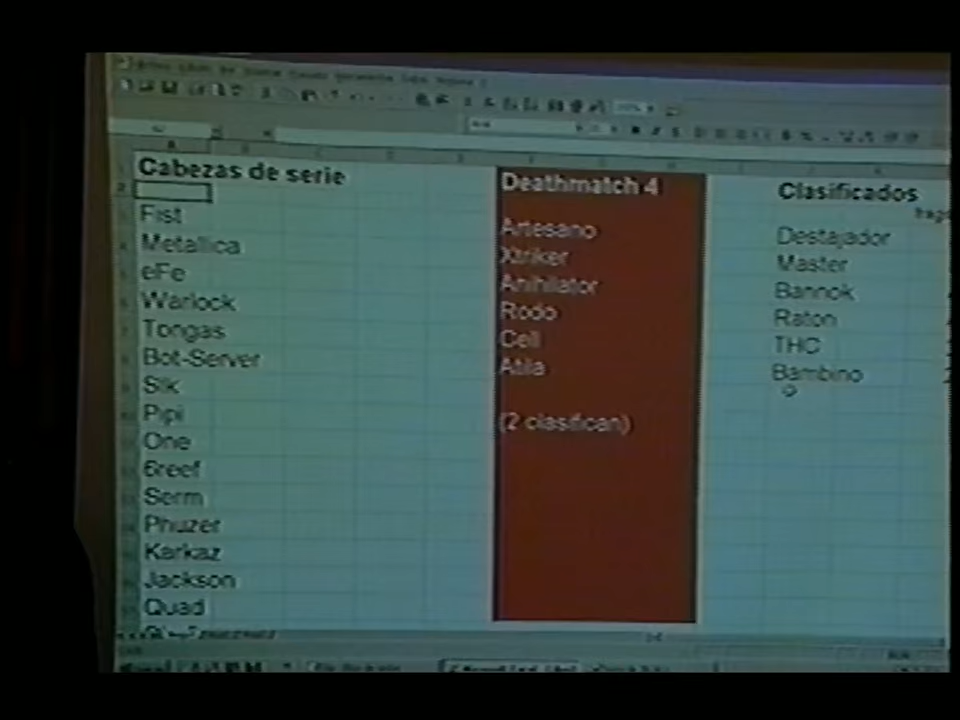 Cabezas de serie
Fist
Metallica
eFe
Warlock
Tongas
Bot-Server
Slk
Pipi
One
6reef
Serm
Phuzer
Karkaz
Jackson
Quad
Deathmatch 4
Artesano
Xtriker
Anihilator
Rodo
Cell
Atila
(2 clasifican)
Clasificados
Destajador
Master
Bannok
Raton
THC
Bambino